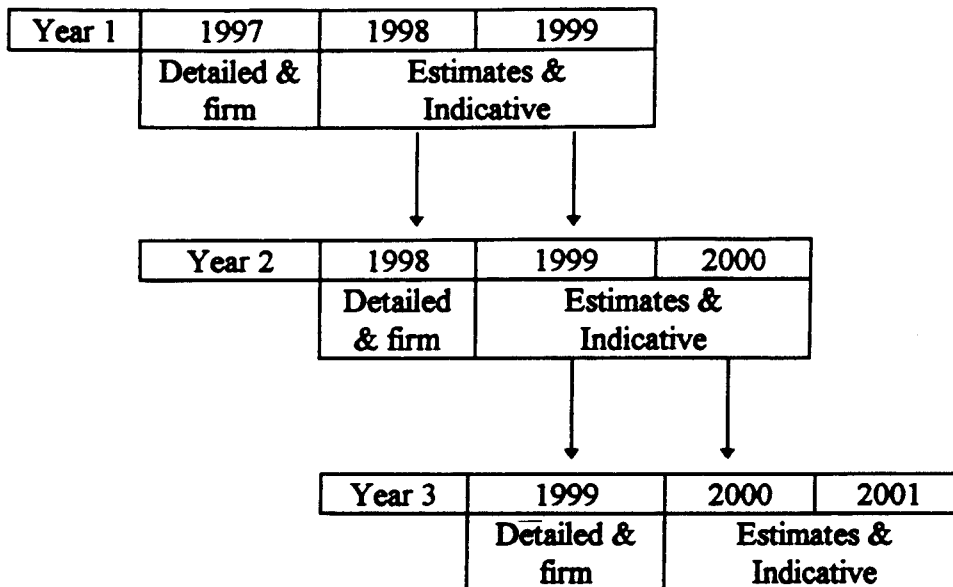 Year 1 1997 1998 1999
Detailed & Estimates &
firm Indicative
Year 2 1998 1999 2000
Detailed Estimates &
& firm Indicative
Year 3 1999 2000 2001
Detailed & Estimates &
firm Indicative